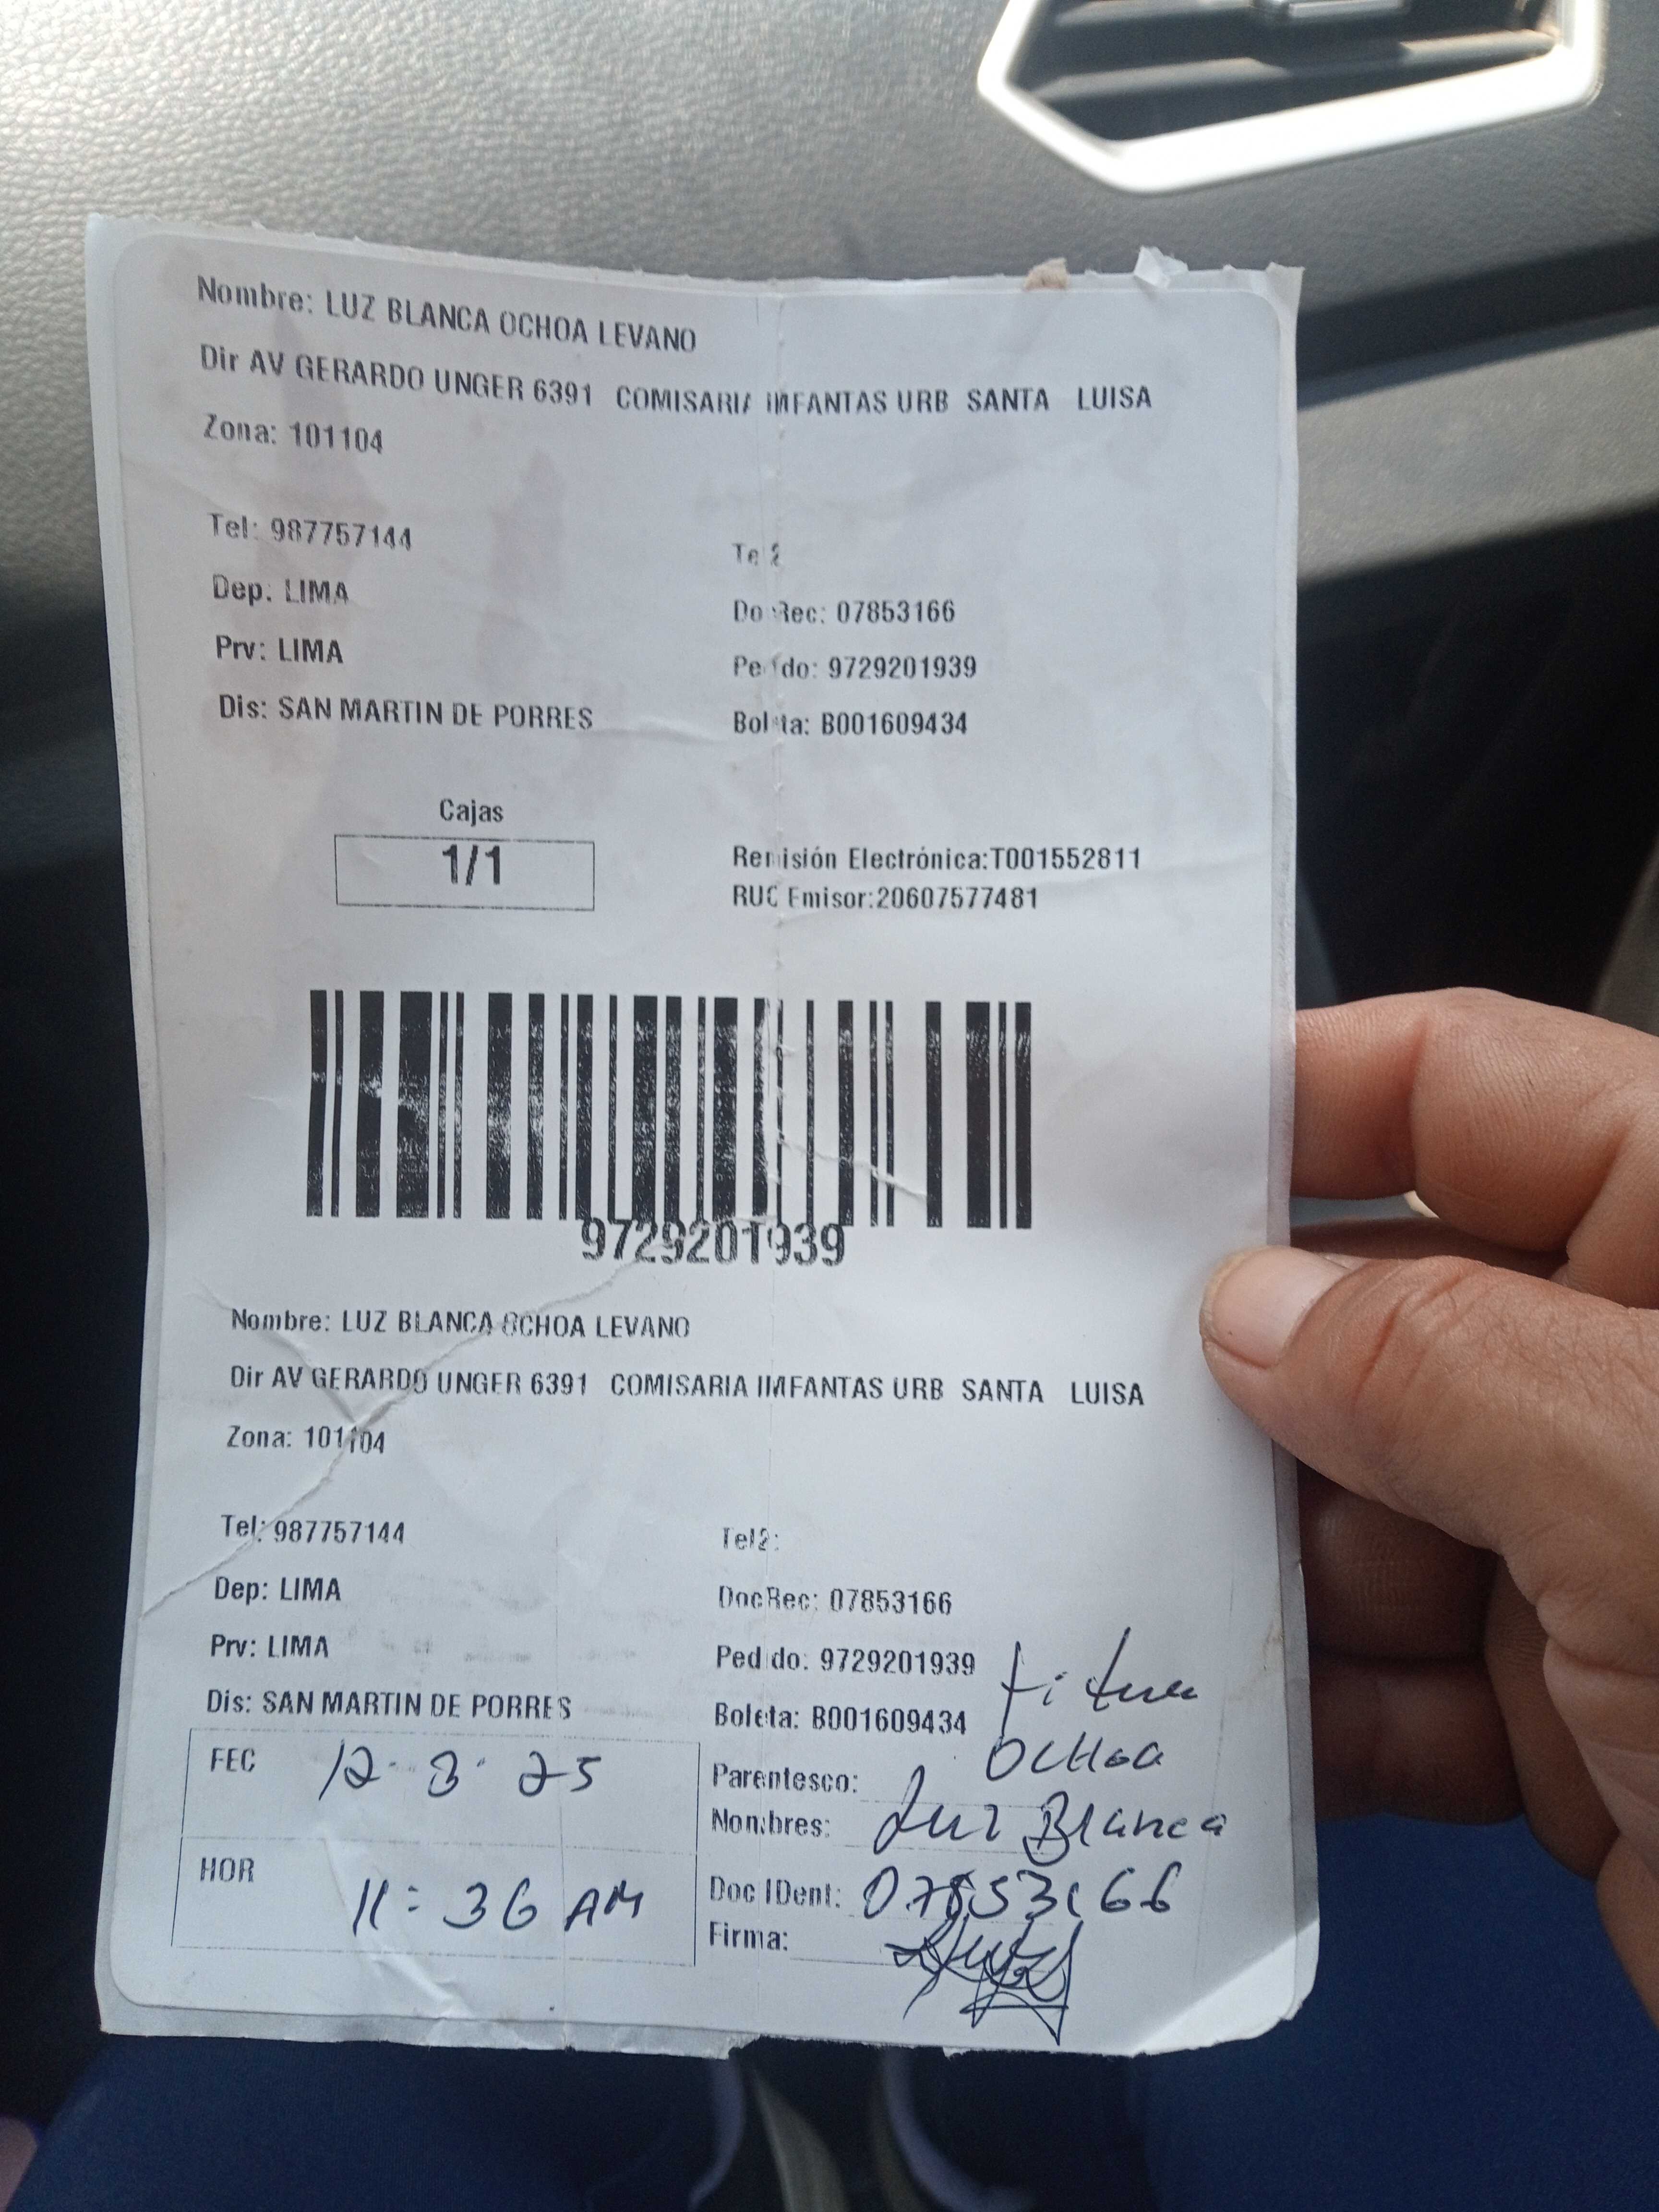 Nombre: LUZ BLANCA OCHOA LEVANO
Dir AV GERARDO UNGER 6391 COMISARIA IMFANTAS URB SANTA LUISA
Zona: 101104
Tel: 987757144
Tel2
Dep: LIMA
DocRec: 07853166
Prv: LIMA
Pedido: 9729201939
Dis: SAN MARTIN DE PORRES
Boleta: B001609434
Cajas
1/1
Remisión Electrónica:T001552811
RUC Emisor:20607577481
9729201939
Nombre: LUZ BLANCA OCHOA LEVANO
Dir AV GERARDO UNGER 6391 COMISARIA IMFANTAS URB SANTA LUISA
Zona: 101104
Tel: 987757144
Tel2:
Dep: LIMA
DocRec: 07853166
Prv: LIMA
Pedido: 9729201939
Dis: SAN MARTIN DE PORRES
Boleta: B001609434
FEC 12-3-25
Parentesco: Ochoa
Nombres: Luz Blanca
HOR 11:36 AM
Doc IDent: 07853166
Firma: